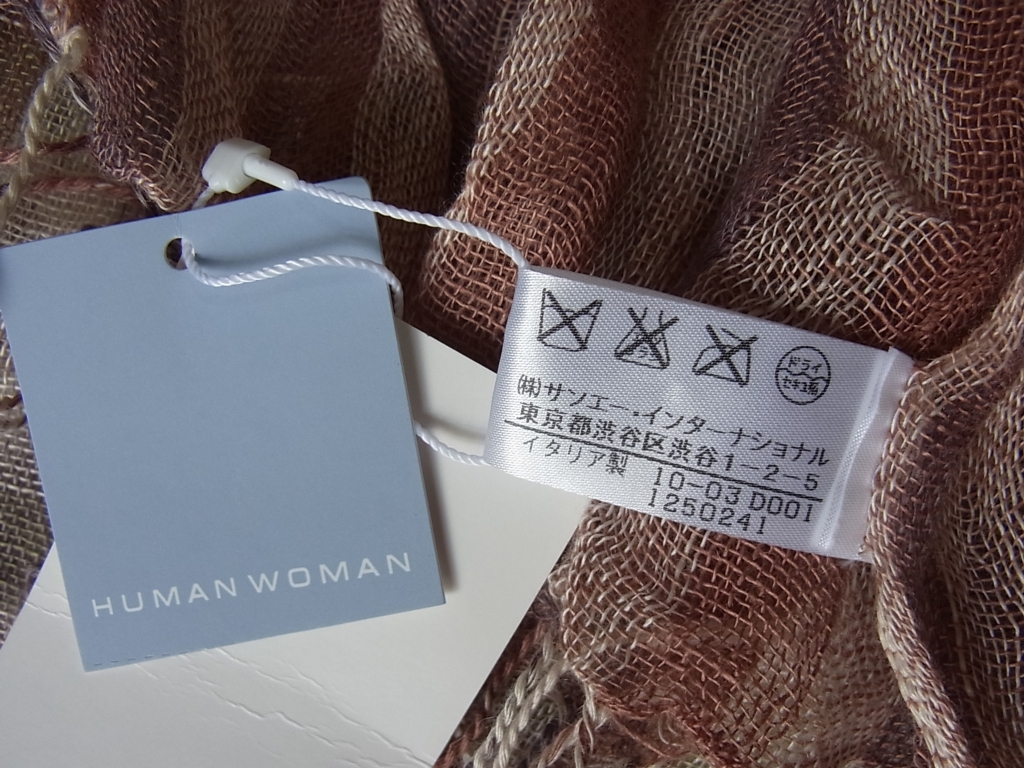 HUMAN WOMAN
ドライ
セキユ系
(株)サンエー・インターナショナル
東京都渋谷区渋谷1-2-5
イタリア製 10-03 D001
1250241